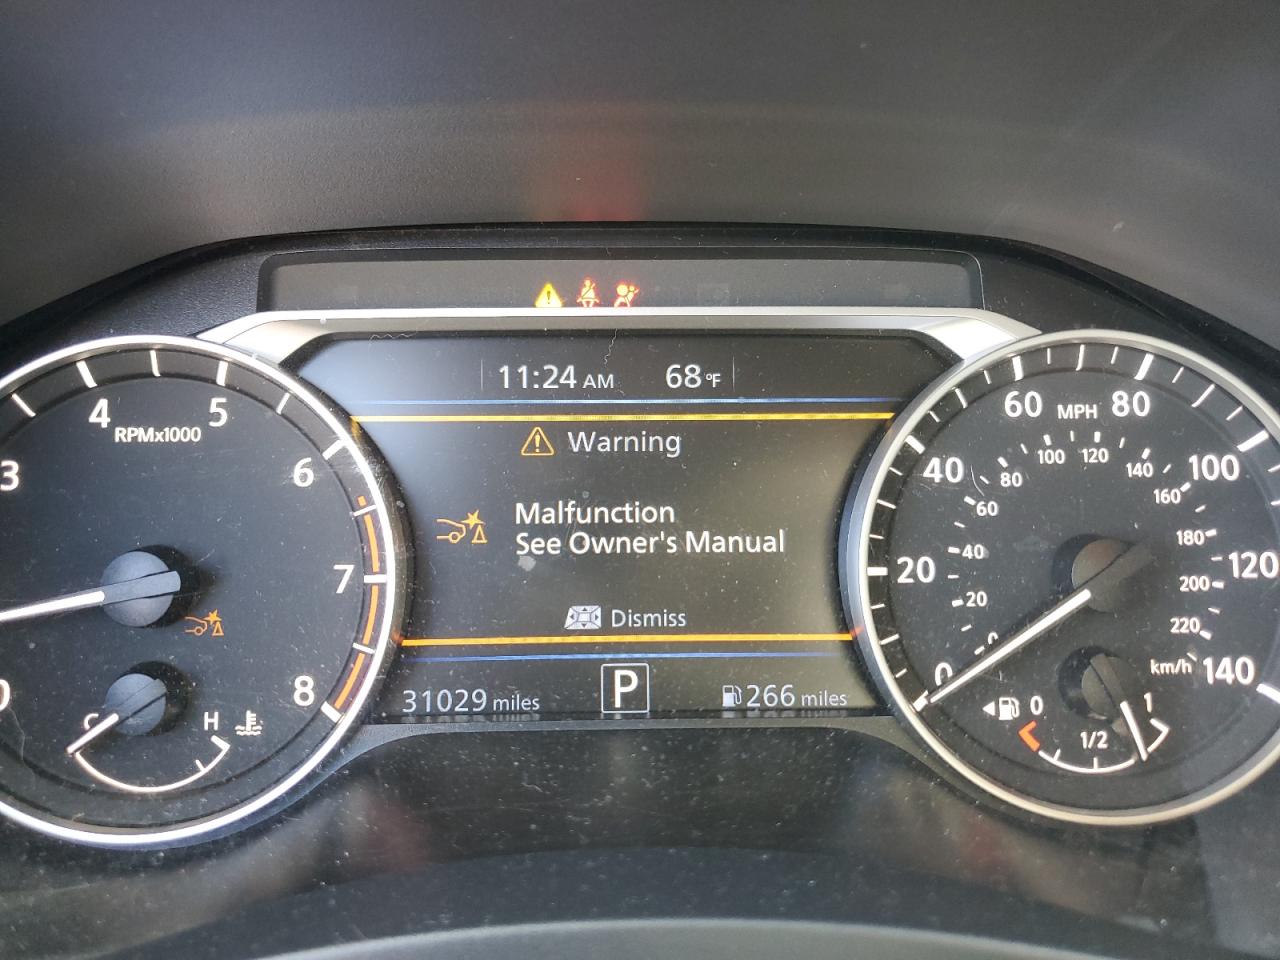 11:24 AM 68°F
Warning
Malfunction
See Owner's Manual
Dismiss
P
31029 miles
266 miles
3
4
5
6
7
8
0
RPMx1000
C
H
0
20
40
60
80
100
120
140
MPH
0
20
40
60
80
100
120
140
160
180
200
220
km/h
0
1/2
1